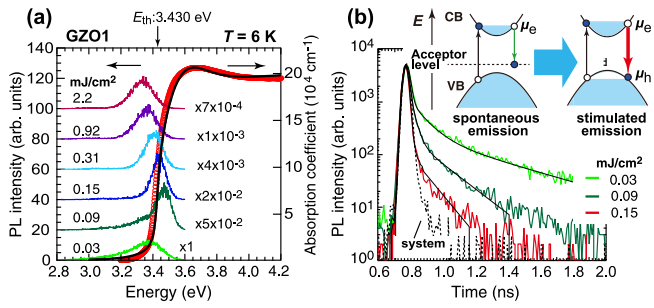 (a)
E_th:3.430 eV
GZO1
T = 6 K
mJ/cm²
2.2
x7x10⁻⁴
0.92
x1x10⁻³
0.31
x4x10⁻³
0.15
x2x10⁻²
0.09
x5x10⁻²
0.03
x1
PL intensity (arb. units)
140
120
100
80
60
40
20
0
Absorption coefficient (10⁴ cm⁻¹)
20
15
10
5
2.8 3.0 3.2 3.4 3.6 3.8 4.0 4.2
Energy (eV)
(b)
E
CB
μ_e
μ_e
Acceptor
level
VB
μ_h
spontaneous
emission
stimulated
emission
mJ/cm²
0.03
0.09
0.15
system
PL intensity (arb. units)
10⁴
10³
10²
10¹
10⁰
0.6 0.8 1.0 1.2 1.4 1.6 1.8 2.0
Time (ns)